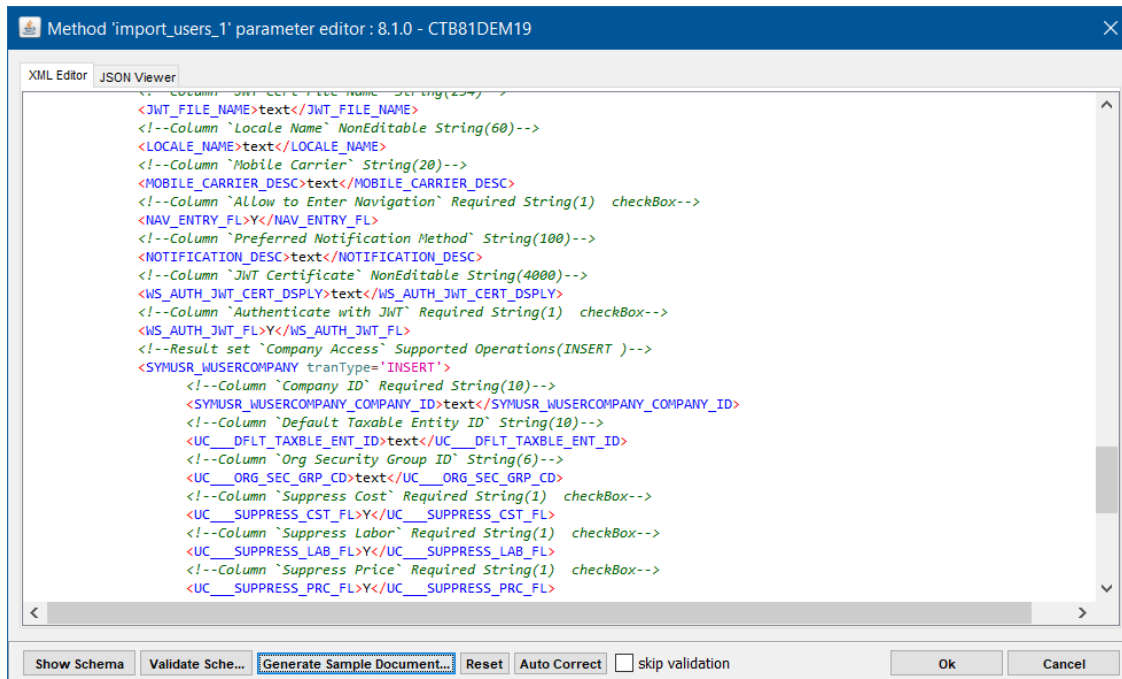 Method 'import_users_1' parameter editor : 8.1.0 - CTB81DEM19
XML Editor JSON Viewer
<!--Column `JWT Cert File Name` String(254)-->
<JWT_FILE_NAME>text</JWT_FILE_NAME>
<!--Column `Locale Name` NonEditable String(60)-->
<LOCALE_NAME>text</LOCALE_NAME>
<!--Column `Mobile Carrier` String(20)-->
<MOBILE_CARRIER_DESC>text</MOBILE_CARRIER_DESC>
<!--Column `Allow to Enter Navigation` Required String(1)  checkBox-->
<NAV_ENTRY_FL>Y</NAV_ENTRY_FL>
<!--Column `Preferred Notification Method` String(100)-->
<NOTIFICATION_DESC>text</NOTIFICATION_DESC>
<!--Column `JWT Certificate` NonEditable String(4000)-->
<WS_AUTH_JWT_CERT_DSPLY>text</WS_AUTH_JWT_CERT_DSPLY>
<!--Column `Authenticate with JWT` Required String(1)  checkBox-->
<WS_AUTH_JWT_FL>Y</WS_AUTH_JWT_FL>
<!--Result set `Company Access` Supported Operations(INSERT )-->
<SYMUSR_WUSERCOMPANY tranType='INSERT'>
<!--Column `Company ID` Required String(10)-->
<SYMUSR_WUSERCOMPANY_COMPANY_ID>text</SYMUSR_WUSERCOMPANY_COMPANY_ID>
<!--Column `Default Taxable Entity ID` String(10)-->
<UC___DFLT_TAXBLE_ENT_ID>text</UC___DFLT_TAXBLE_ENT_ID>
<!--Column `Org Security Group ID` String(6)-->
<UC___ORG_SEC_GRP_CD>text</UC___ORG_SEC_GRP_CD>
<!--Column `Suppress Cost` Required String(1)  checkBox-->
<UC___SUPPRESS_CST_FL>Y</UC___SUPPRESS_CST_FL>
<!--Column `Suppress Labor` Required String(1)  checkBox-->
<UC___SUPPRESS_LAB_FL>Y</UC___SUPPRESS_LAB_FL>
<!--Column `Suppress Price` Required String(1)  checkBox-->
<UC___SUPPRESS_PRC_FL>Y</UC___SUPPRESS_PRC_FL>
Show Schema Validate Sche... Generate Sample Document... Reset Auto Correct skip validation Ok Cancel